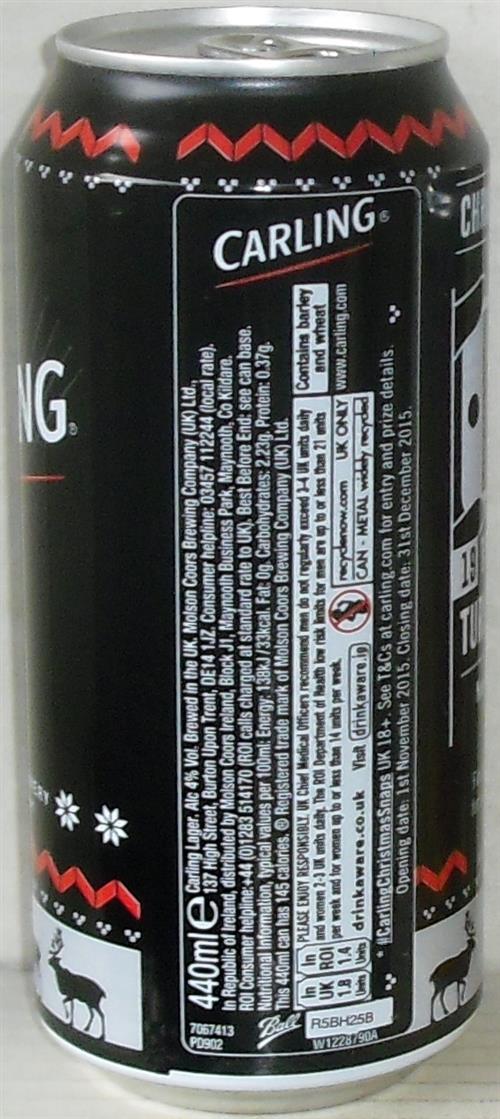 CARLING®
NG®
440ml e
Carling Lager. Alc 4% Vol. Brewed in the UK. Molson Coors Brewing Company (UK) Ltd.,
137 High Street, Burton Upon Trent, DE14 1JZ. Consumer helpline: 03457 112244 (local rate).
In Republic of Ireland, distributed by Molson Coors Ireland, Block J1, Maynooth Business Park, Maynooth, Co Kildare.
ROI Consumer helpline:+44 (0)1283 514170 (ROI calls charged at standard rate to UK). Best Before End: see can base.
Nutritional Information, typical values per 100ml: Energy: 138kJ / 33kcal. Fat: 0g. Carbohydrates: 2.23g. Protein: 0.37g.
This 440ml can has 145 calories. ® Registered trade mark of Molson Coors Brewing Company (UK) Ltd.
PLEASE ENJOY RESPONSIBLY. UK Chief Medical Officers recommend men do not regularly exceed 3-4 UK units daily
and women 2-3 UK units daily. The ROI Department of Health low risk limits for men are up to or less than 21 units
per week and for women up to or less than 14 units per week.
drinkaware.co.uk Visit drinkaware.ie
Contains barley
and wheat
www.carling.com
recyclenow.com UK ONLY
CAN - METAL widely recycled
In UK 1.8 Units
In ROI 1.4 Units
* #CarlingChristmasSnaps UK 18+. See T&Cs at carling.com for entry and prize details.
Opening date: 1st November 2015. Closing date: 31st December 2015.
7067413
PD902
Ball
R5BH25B
W1228790A
CH
19
TU